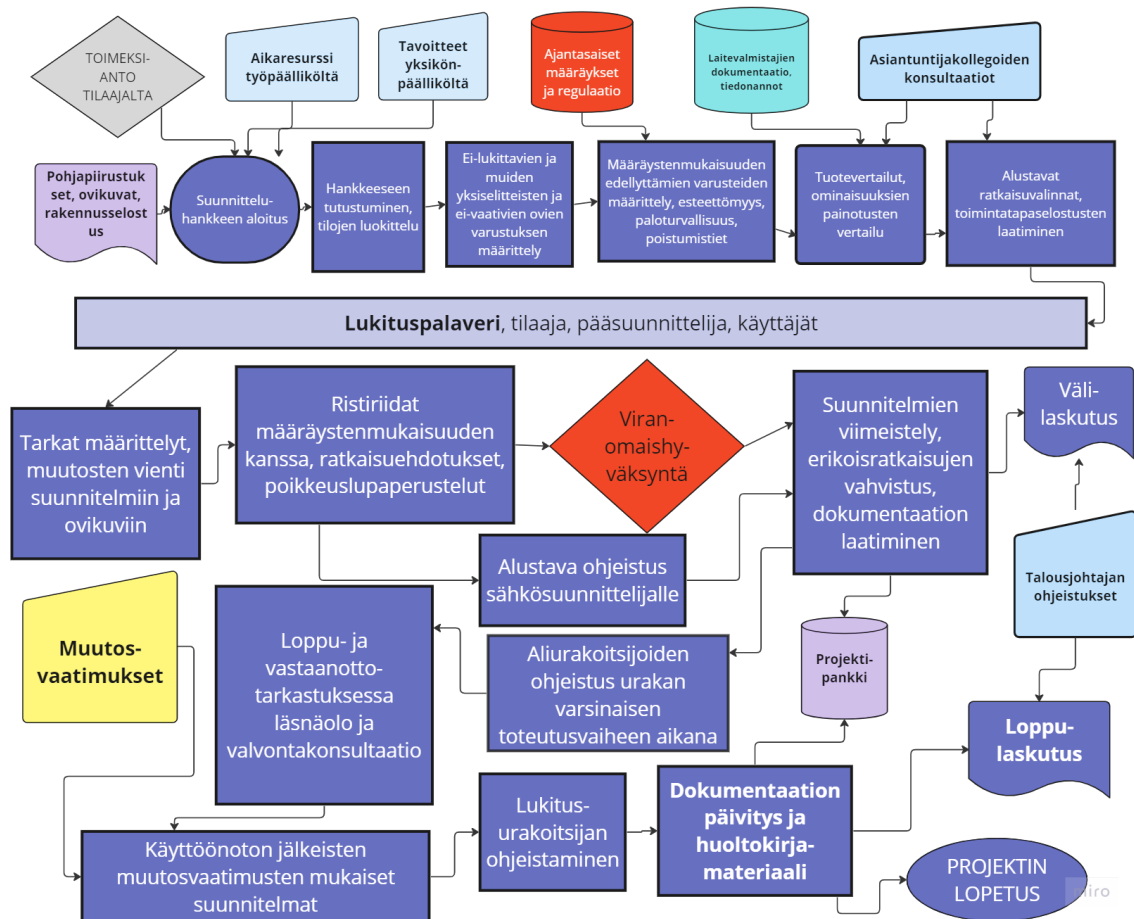 TOIMEKSI-
ANTO
TILAAJALTA
Aikaresurssi
työpäälliköltä
Tavoitteet
yksikön-
päälliköltä
Ajantasaiset
määräykset
ja regulaatio
Laitevalmistajien
dokumentaatio,
tiedonannot
Asiantuntijakollegoiden
konsultaatiot
Pohjapiirustuk
set, ovikuvat,
rakennusselost
us
Suunnittelu-
hankkeen aloitus
Hankkeeseen
tutustuminen,
tilojen luokittelu
Ei-lukittavien ja
muiden
yksiselitteisten ja
ei-vaativien ovien
varustuksen
määrittely
Määräystenmukaisuuden
edellyttämien varusteiden
määrittely, esteettömyys,
paloturvallisuus,
poistumistiet
Tuotevertailut,
ominaisuuksien
painotusten
vertailu
Alustavat
ratkaisuvalinnat,
toimintatapaselostusten
laatiminen
Lukituspalaveri, tilaaja, pääsuunnittelija, käyttäjät
Tarkat määrittelyt,
muutosten vienti
suunnitelmiin ja
ovikuviin
Ristiriidat
määräystenmukaisuuden
kanssa, ratkaisuehdotukset,
poikkeuslupaperustelut
Viran-
omaishy-
väksyntä
Suunnitelmien
viimeistely,
erikoisratkaisujen
vahvistus,
dokumentaation
laatiminen
Väli-
laskutus
Alustava ohjeistus
sähkösuunnittelijalle
Talousjohtajan
ohjeistukset
Muutos-
vaatimukset
Loppu- ja
vastaanotto-
tarkastuksessa
läsnäolo ja
valvontakonsultaatio
Aliurakoitsijoiden
ohjeistus urakan
varsinaisen
toteutusvaiheen aikana
Projekti-
pankki
Loppu-
laskutus
Käyttöönoton jälkeisten
muutosvaatimusten mukaiset
suunnitelmat
Lukitus-
urakoitsijan
ohjeistaminen
Dokumentaation
päivitys ja
huoltokirja-
materiaali
PROJEKTIN
LOPETUS
miro